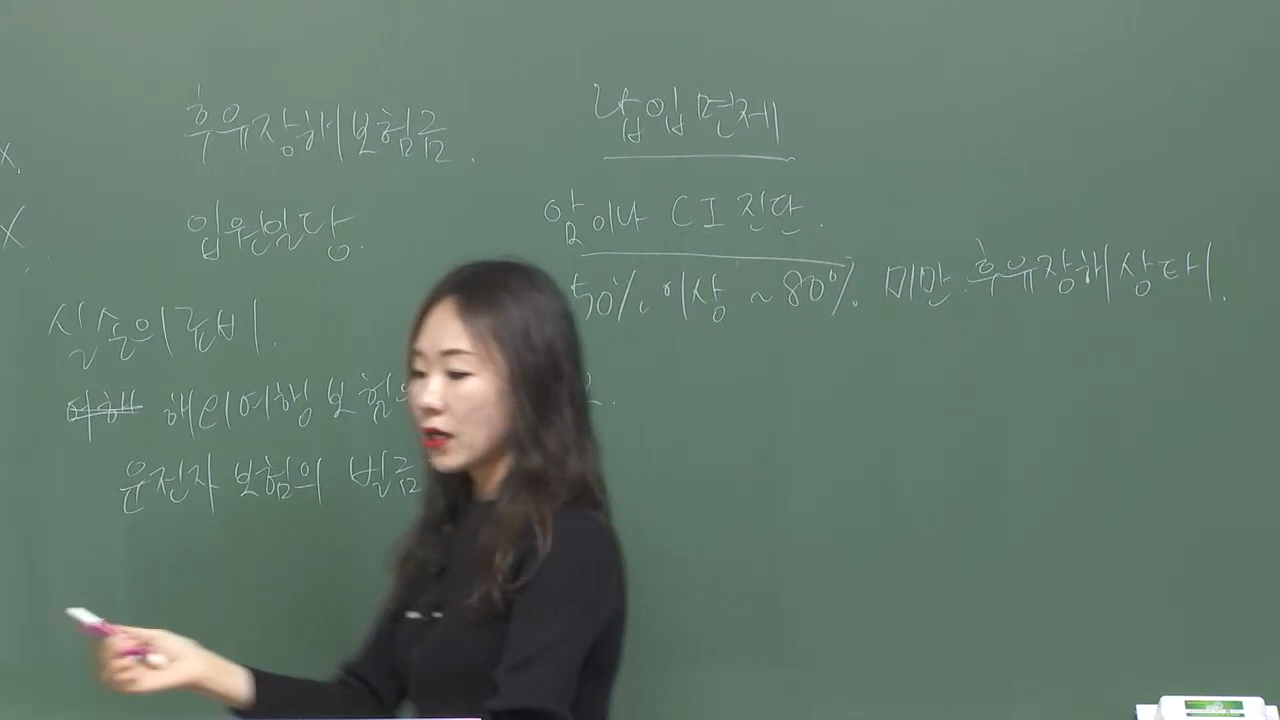 후유장해보험금.
입원일당.
실손의료비.
여행 해외여행보험의
운전자보험의 벌금
납입면제
암이나 CI 진단.
50% 이상 ~80% 미만 후유장해상태.
X.
X